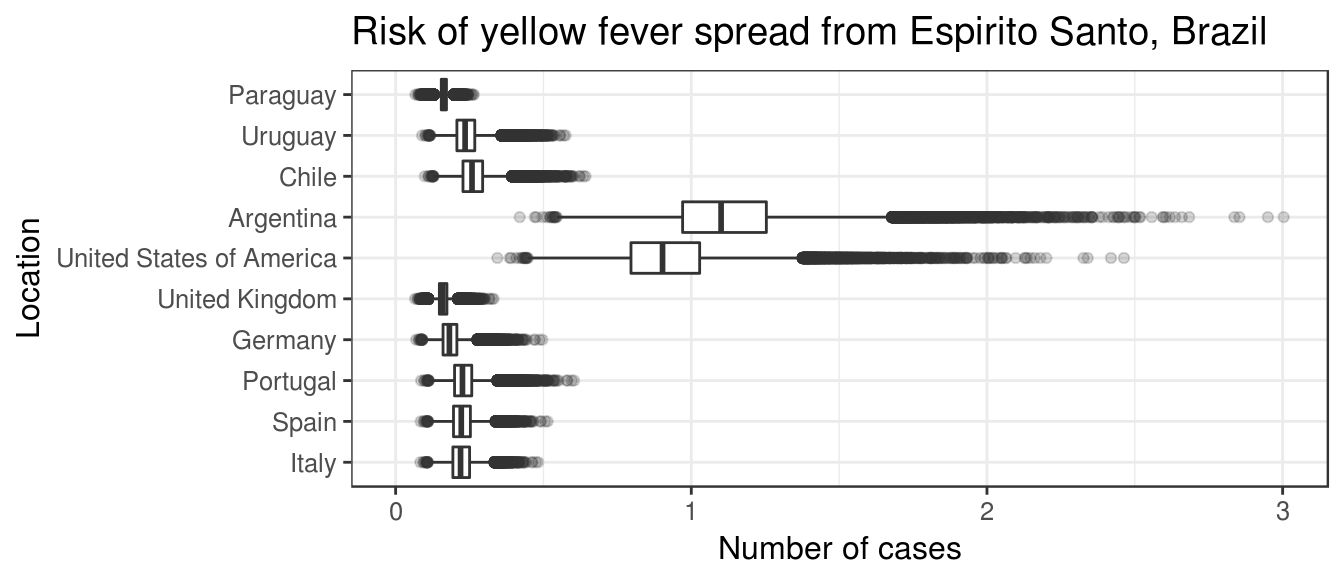 Risk of yellow fever spread from Espirito Santo, Brazil
Location
Paraguay
Uruguay
Chile
Argentina
United States of America
United Kingdom
Germany
Portugal
Spain
Italy
0 1 2 3
Number of cases